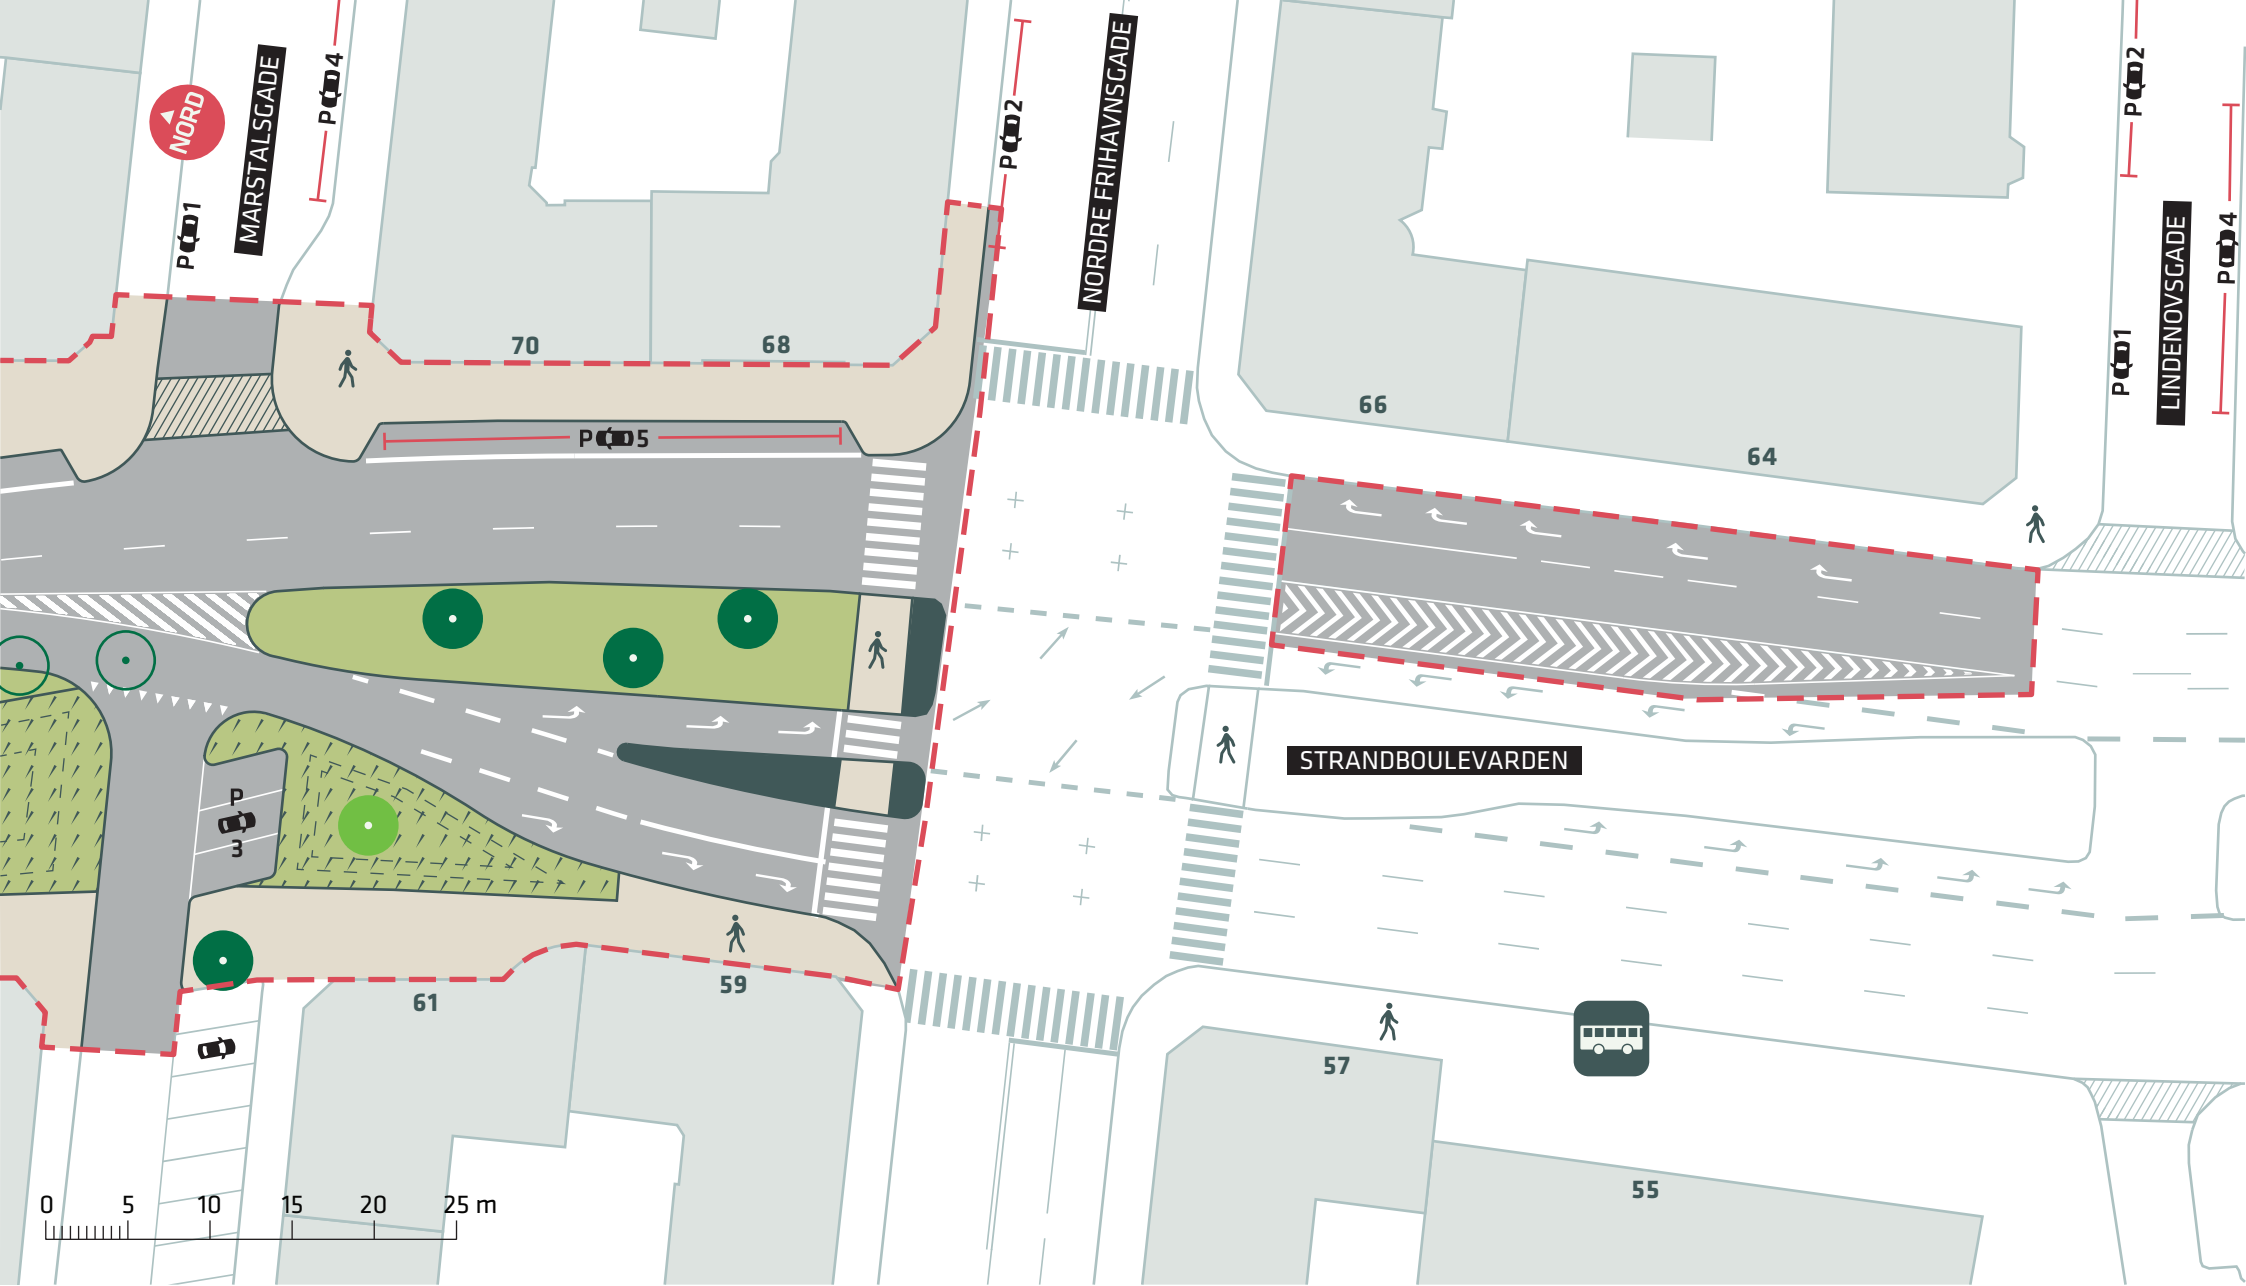 NORD
MARSTALSGADE
P 4
P 1
P 2
NORDRE FRIHAVNSGADE
P 2
P 4
P 1
LINDENOVSGADE
70
68
66
64
P 5
STRANDBOULEVARDEN
P
3
61
59
57
55
0 5 10 15 20 25 m